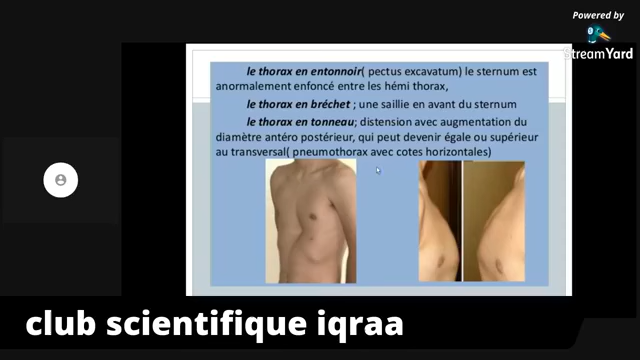 Powered by
StreamYard
le thorax en entonnoir( pectus excavatum) le sternum est
anormalement enfoncé entre les hémi thorax,
le thorax en bréchet ; une saillie en avant du sternum
le thorax en tonneau; distension avec augmentation du
diamètre antéro postérieur, qui peut devenir égale ou supérieur
au transversal( pneumothorax avec cotes horizontales)
club scientifique iqraa